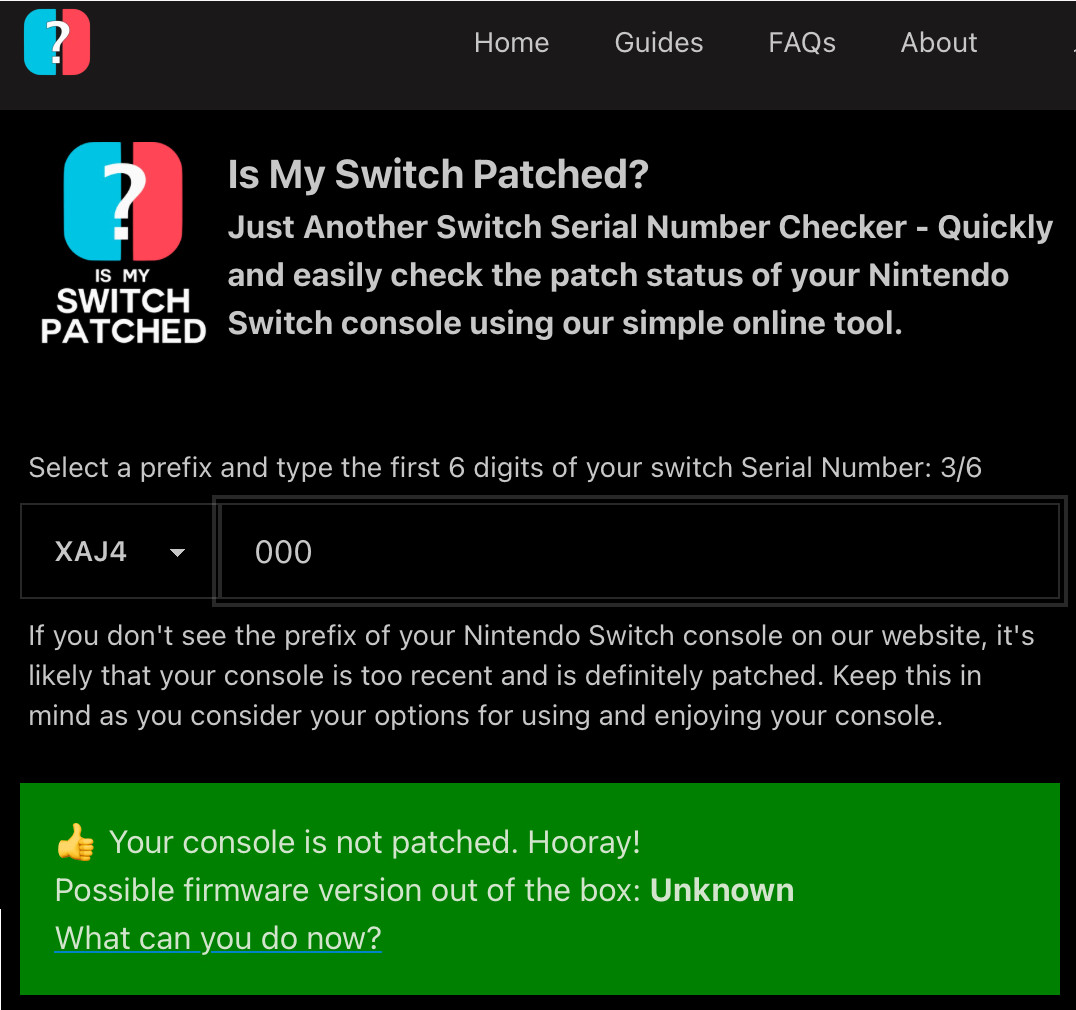 ?
Home Guides FAQs About
?
IS MY
SWITCH
PATCHED
Is My Switch Patched?
Just Another Switch Serial Number Checker - Quickly
and easily check the patch status of your Nintendo
Switch console using our simple online tool.
Select a prefix and type the first 6 digits of your switch Serial Number: 3/6
XAJ4 000
If you don't see the prefix of your Nintendo Switch console on our website, it's
likely that your console is too recent and is definitely patched. Keep this in
mind as you consider your options for using and enjoying your console.
👍 Your console is not patched. Hooray!
Possible firmware version out of the box: Unknown
What can you do now?